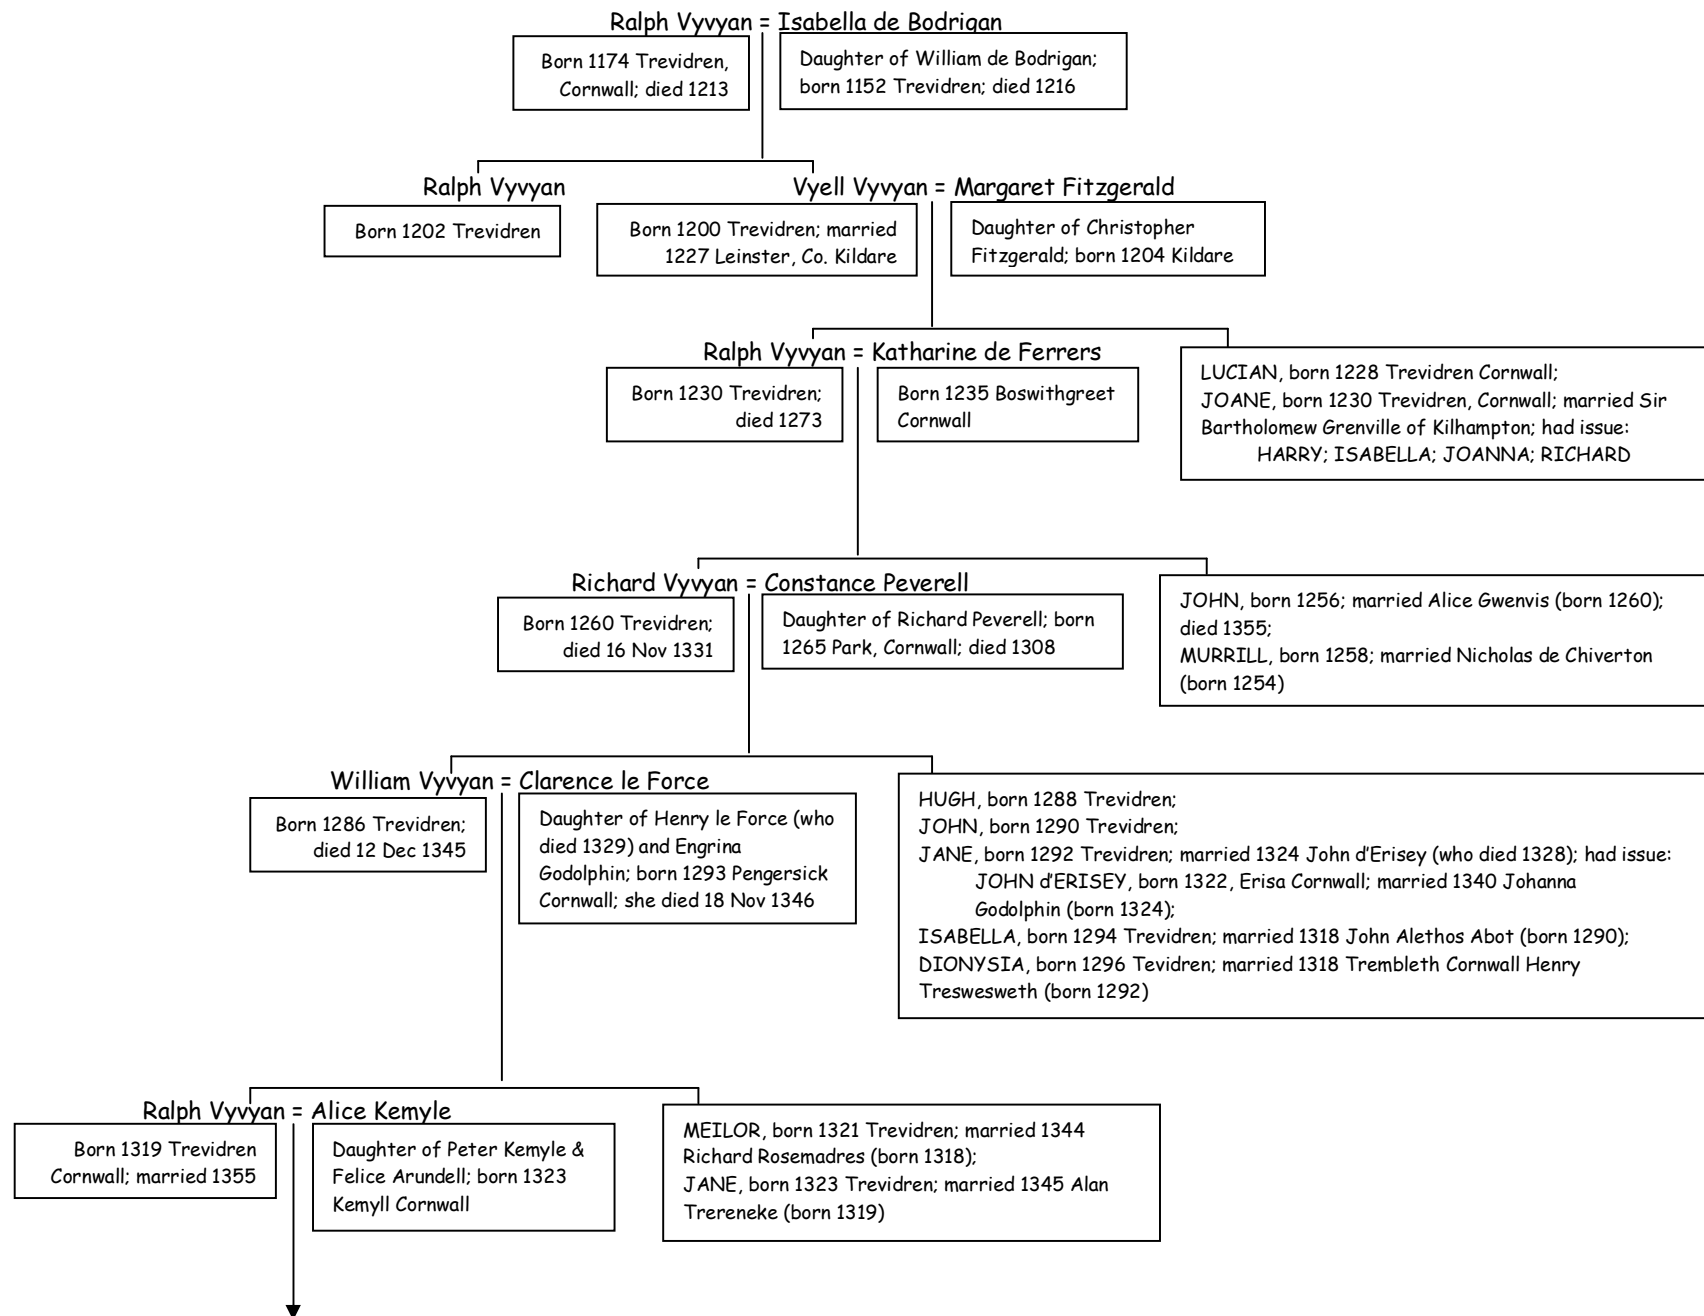 Ralph Vyvyan = Isabella de Bodrigan
Born 1174 Trevidren,
Cornwall; died 1213
Daughter of William de Bodrigan;
born 1152 Trevidren; died 1216
Ralph Vyvyan
Born 1202 Trevidren
Vyell Vyvyan = Margaret Fitzgerald
Born 1200 Trevidren; married
1227 Leinster, Co. Kildare
Daughter of Christopher
Fitzgerald; born 1204 Kildare
Ralph Vyvyan = Katharine de Ferrers
Born 1230 Trevidren;
died 1273
Born 1235 Boswithgreet
Cornwall
LUCIAN, born 1228 Trevidren Cornwall;
JOANE, born 1230 Trevidren, Cornwall; married Sir
Bartholomew Grenville of Kilhampton; had issue:
HARRY; ISABELLA; JOANNA; RICHARD
Richard Vyvyan = Constance Peverell
Born 1260 Trevidren;
died 16 Nov 1331
Daughter of Richard Peverell; born
1265 Park, Cornwall; died 1308
JOHN, born 1256; married Alice Gwenvis (born 1260);
died 1355;
MURRILL, born 1258; married Nicholas de Chiverton
(born 1254)
William Vyvyan = Clarence le Force
Born 1286 Trevidren;
died 12 Dec 1345
Daughter of Henry le Force (who
died 1329) and Engrina
Godolphin; born 1293 Pengersick
Cornwall; she died 18 Nov 1346
HUGH, born 1288 Trevidren;
JOHN, born 1290 Trevidren;
JANE, born 1292 Trevidren; married 1324 John d'Erisey (who died 1328); had issue:
JOHN d'ERISEY, born 1322, Erisa Cornwall; married 1340 Johanna
Godolphin (born 1324);
ISABELLA, born 1294 Trevidren; married 1318 John Alethos Abot (born 1290);
DIONYSIA, born 1296 Tevidren; married 1318 Trembleth Cornwall Henry
Treswesweth (born 1292)
Ralph Vyvyan = Alice Kemyle
Born 1319 Trevidren
Cornwall; married 1355
Daughter of Peter Kemyle &
Felice Arundell; born 1323
Kemyll Cornwall
MEILOR, born 1321 Trevidren; married 1344
Richard Rosemadres (born 1318);
JANE, born 1323 Trevidren; married 1345 Alan
Trereneke (born 1319)